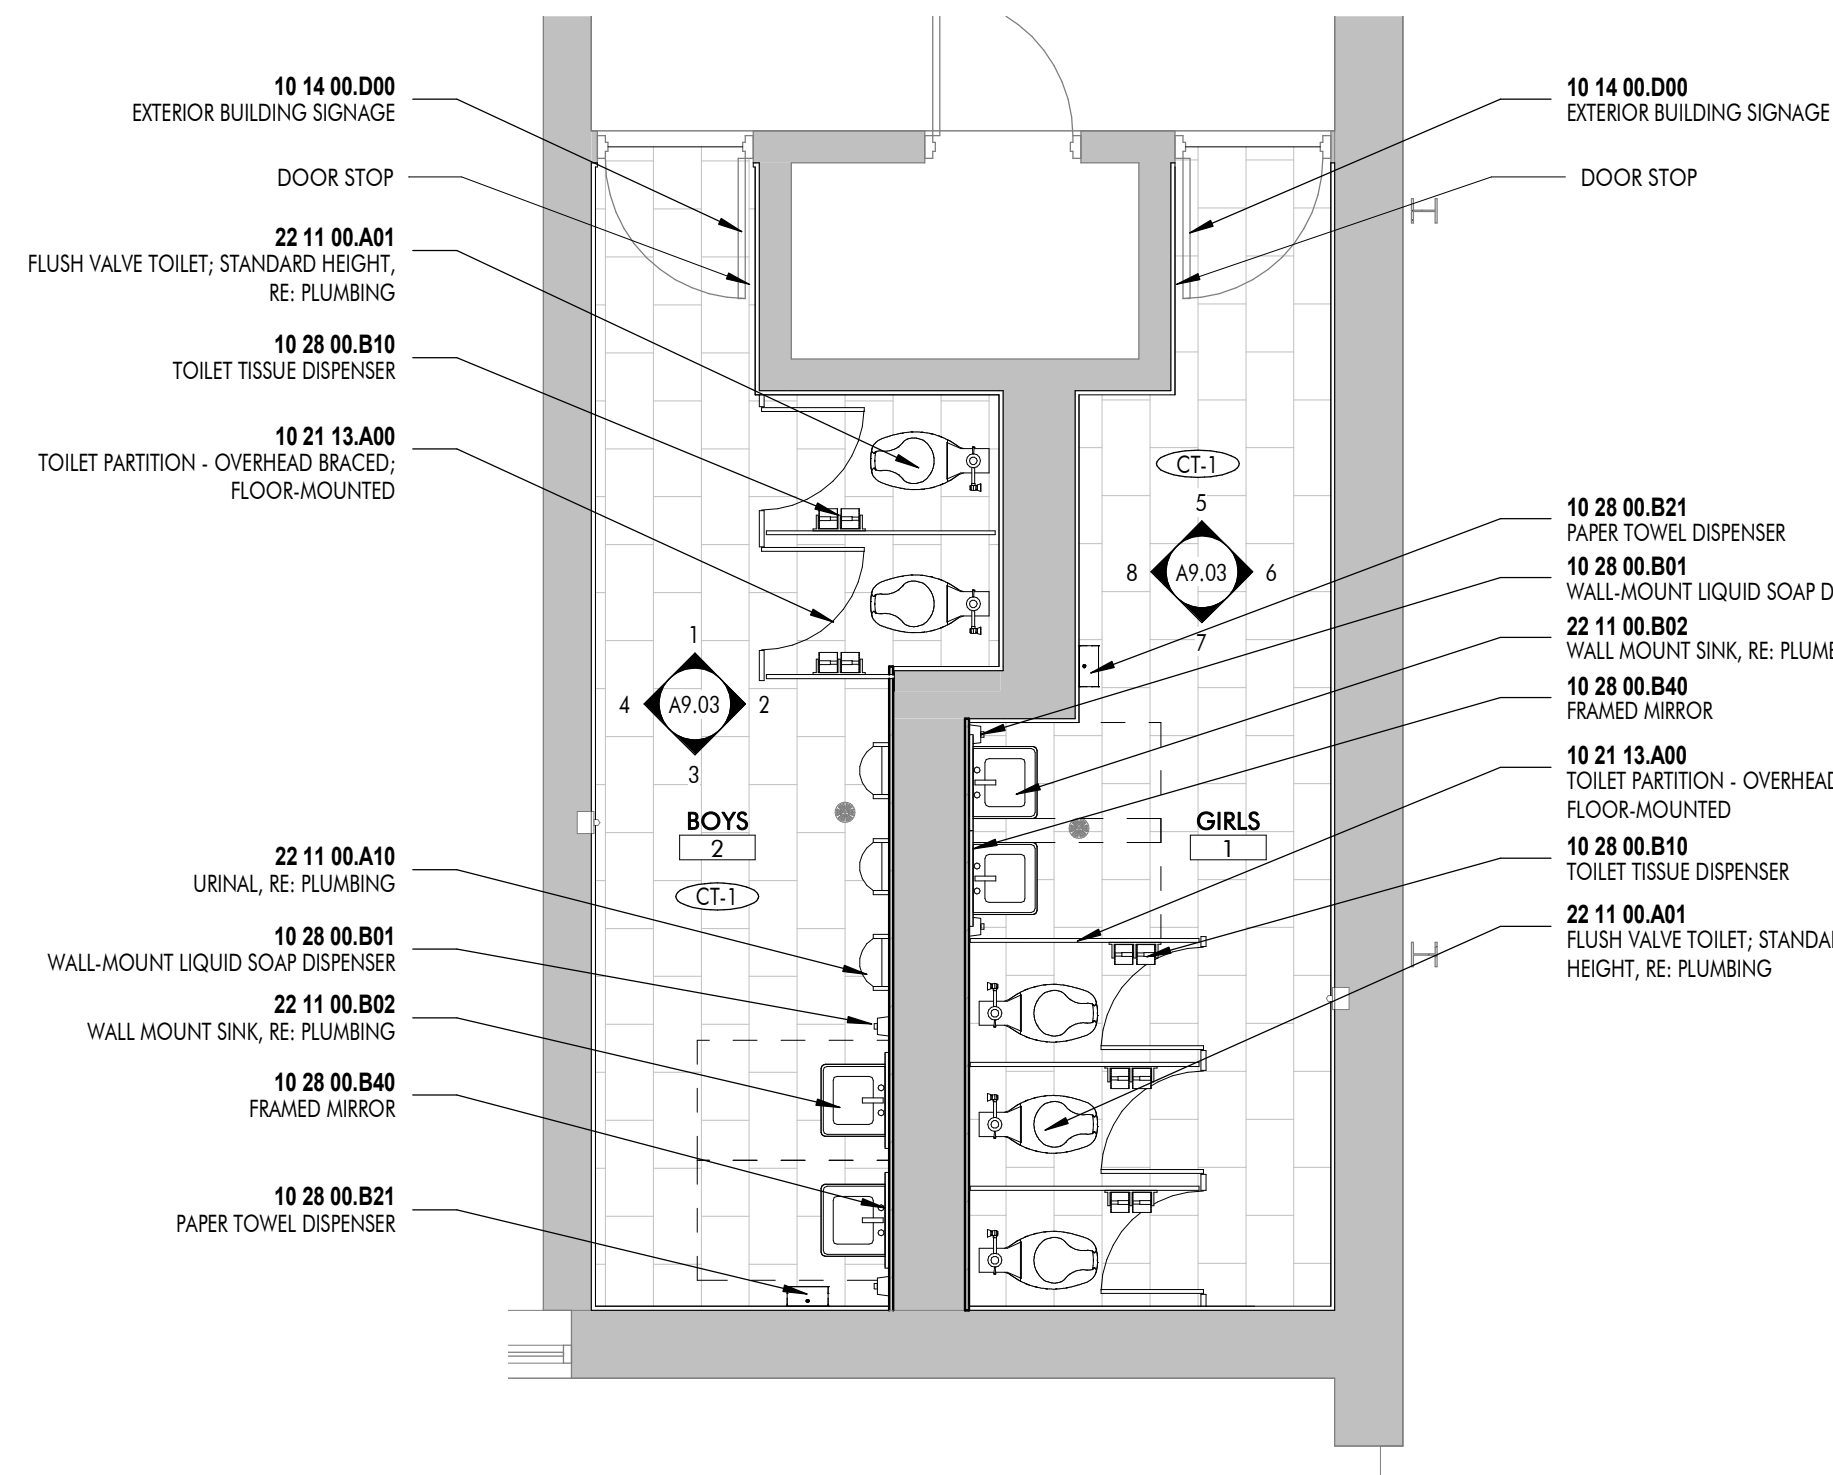 10 14 00.D00
EXTERIOR BUILDING SIGNAGE
DOOR STOP
22 11 00.A01
FLUSH VALVE TOILET; STANDARD HEIGHT,
RE: PLUMBING
10 28 00.B10
TOILET TISSUE DISPENSER
10 21 13.A00
TOILET PARTITION - OVERHEAD BRACED;
FLOOR-MOUNTED
22 11 00.A10
URINAL, RE: PLUMBING
10 28 00.B01
WALL-MOUNT LIQUID SOAP DISPENSER
22 11 00.B02
WALL MOUNT SINK, RE: PLUMBING
10 28 00.B40
FRAMED MIRROR
10 28 00.B21
PAPER TOWEL DISPENSER
1
4
A9.03
2
3
BOYS
2
CT-1
CT-1
5
8
A9.03
6
7
GIRLS
1
10 14 00.D00
EXTERIOR BUILDING SIGNAGE
DOOR STOP
10 28 00.B21
PAPER TOWEL DISPENSER
10 28 00.B01
WALL-MOUNT LIQUID SOAP D
22 11 00.B02
WALL MOUNT SINK, RE: PLUM
10 28 00.B40
FRAMED MIRROR
10 21 13.A00
TOILET PARTITION - OVERHEAD
FLOOR-MOUNTED
10 28 00.B10
TOILET TISSUE DISPENSER
22 11 00.A01
FLUSH VALVE TOILET; STANDA
HEIGHT, RE: PLUMBING